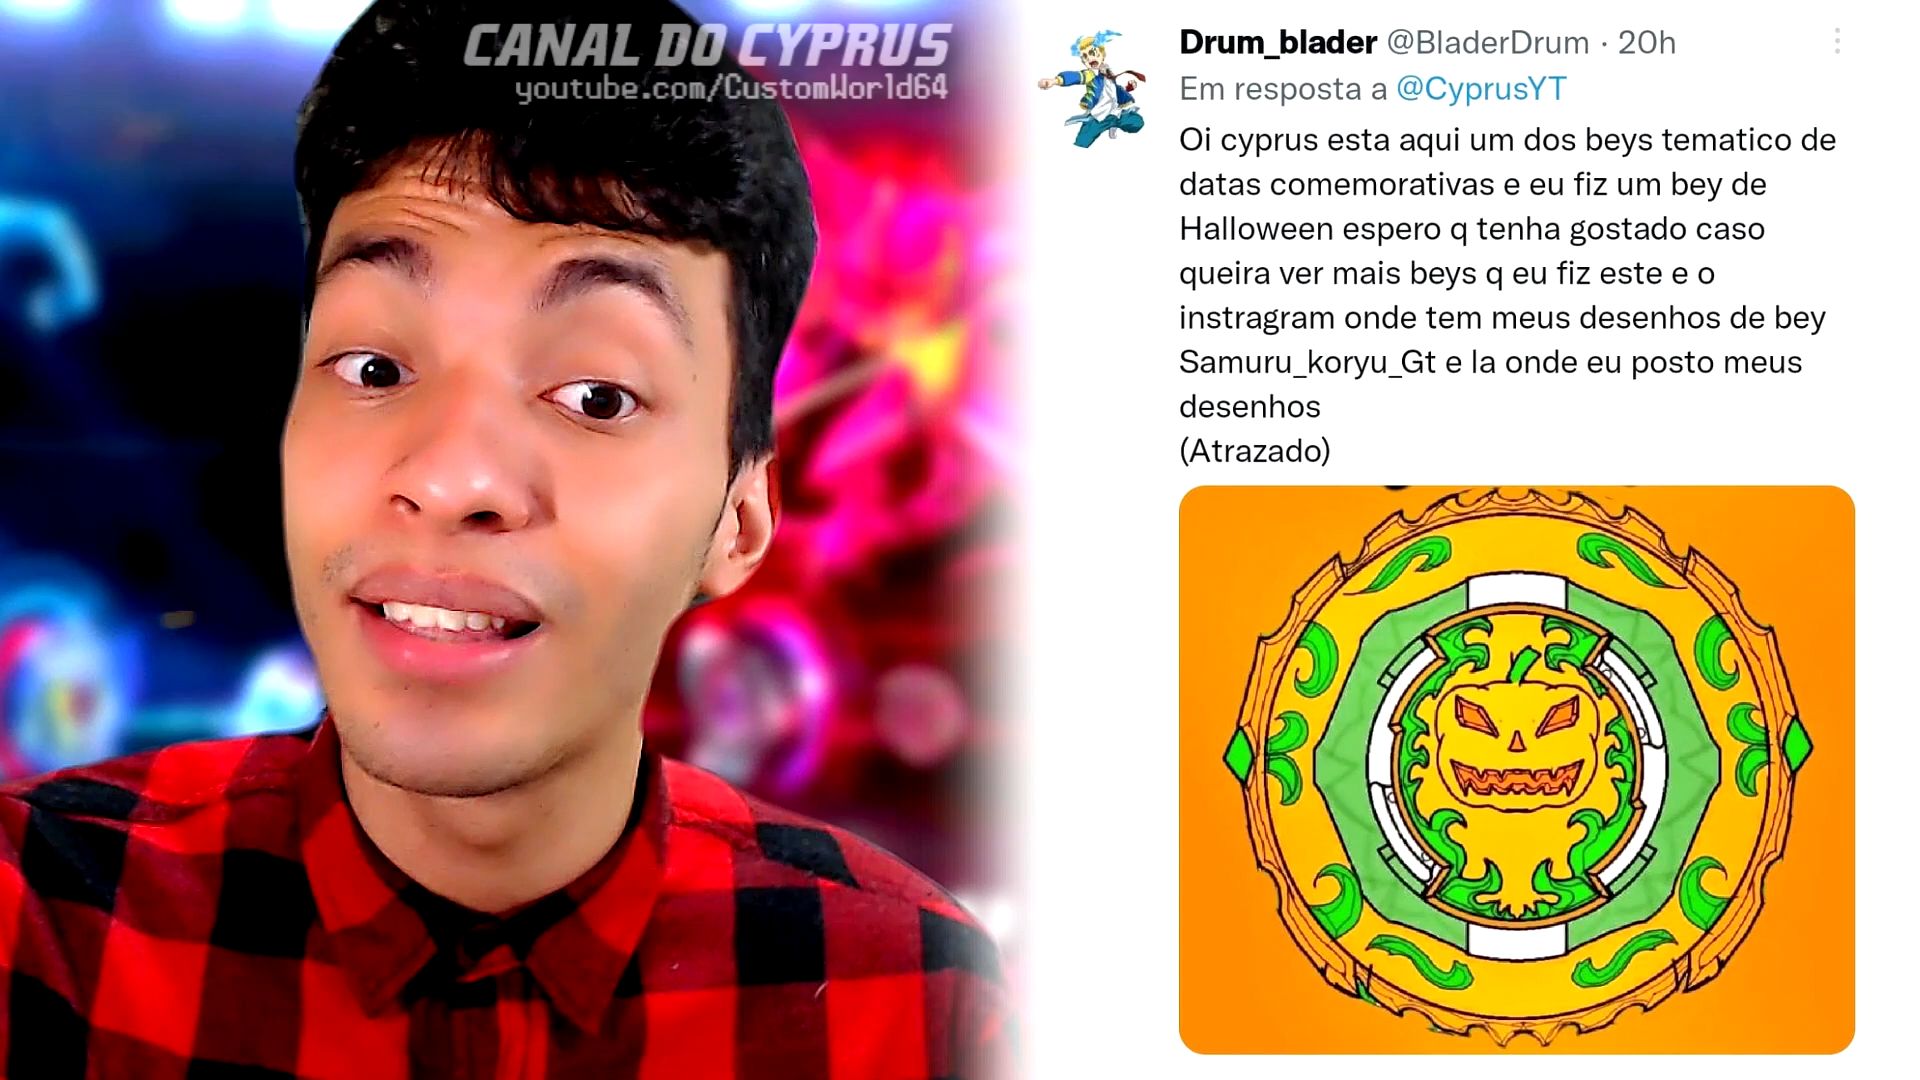 CANAL DO CYPRUS
youtube.com/CustomWorld64
Drum_blader @BladerDrum · 20h
Em resposta a @CyprusYT
Oi cyprus esta aqui um dos beys tematico de
datas comemorativas e eu fiz um bey de
Halloween espero q tenha gostado caso
queira ver mais beys q eu fiz este e o
instragram onde tem meus desenhos de bey
Samuru_koryu_Gt e la onde eu posto meus
desenhos
(Atrazado)